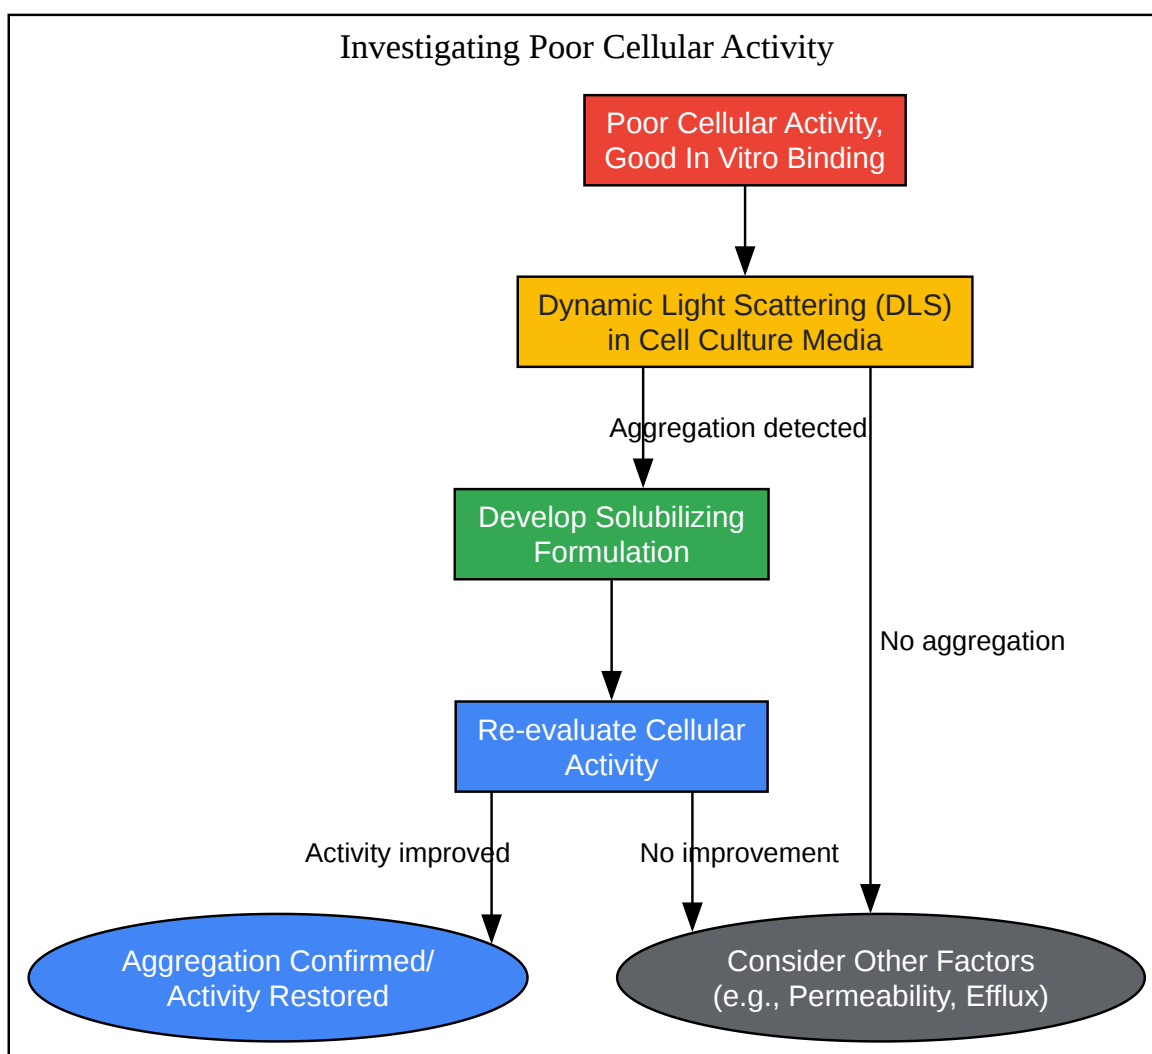 Investigating Poor Cellular Activity
Poor Cellular Activity,
Good In Vitro Binding
Dynamic Light Scattering (DLS)
in Cell Culture Media
Aggregation detected
Develop Solubilizing
Formulation
No aggregation
Re-evaluate Cellular
Activity
Activity improved
No improvement
Aggregation Confirmed/
Activity Restored
Consider Other Factors
(e.g., Permeability, Efflux)